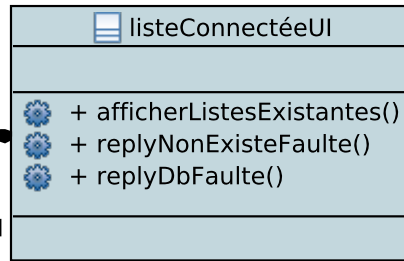 listeConnectéeUI
+ afficherListesExistantes()
+ replyNonExisteFaulte()
+ replyDbFaulte()